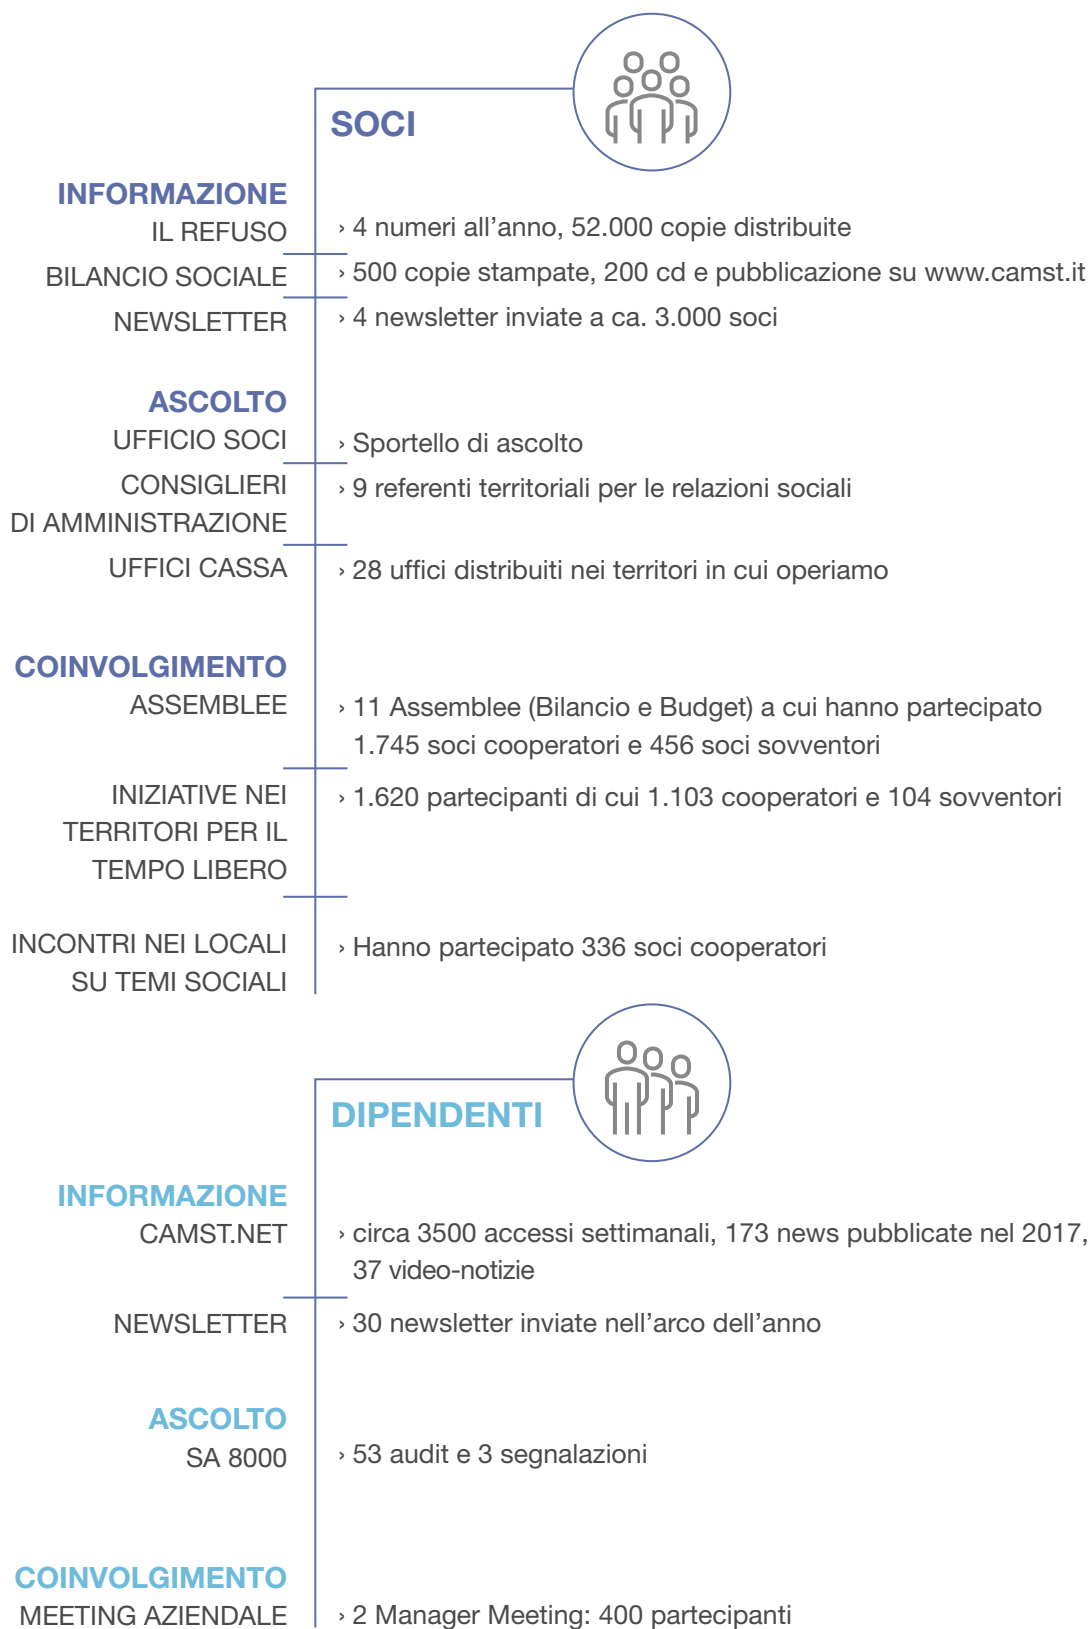 SOCI
INFORMAZIONE
IL REFUSO
› 4 numeri all’anno, 52.000 copie distribuite
BILANCIO SOCIALE
› 500 copie stampate, 200 cd e pubblicazione su www.camst.it
NEWSLETTER
› 4 newsletter inviate a ca. 3.000 soci
ASCOLTO
UFFICIO SOCI
› Sportello di ascolto
CONSIGLIERI
DI AMMINISTRAZIONE
› 9 referenti territoriali per le relazioni sociali
UFFICI CASSA
› 28 uffici distribuiti nei territori in cui operiamo
COINVOLGIMENTO
ASSEMBLEE
› 11 Assemblee (Bilancio e Budget) a cui hanno partecipato
1.745 soci cooperatori e 456 soci sovventori
INIZIATIVE NEI
TERRITORI PER IL
TEMPO LIBERO
› 1.620 partecipanti di cui 1.103 cooperatori e 104 sovventori
INCONTRI NEI LOCALI
SU TEMI SOCIALI
› Hanno partecipato 336 soci cooperatori
DIPENDENTI
INFORMAZIONE
CAMST.NET
› circa 3500 accessi settimanali, 173 news pubblicate nel 2017,
37 video-notizie
NEWSLETTER
› 30 newsletter inviate nell’arco dell’anno
ASCOLTO
SA 8000
› 53 audit e 3 segnalazioni
COINVOLGIMENTO
MEETING AZIENDALE
› 2 Manager Meeting: 400 partecipanti